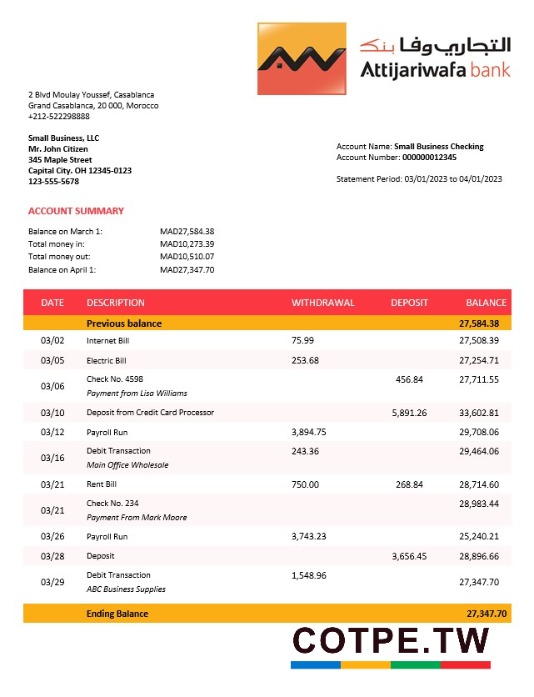 التجاري وفا بنك
Attijariwafa bank
2 Blvd Moulay Youssef, Casablanca
Grand Casablanca, 20 000, Morocco
+212-522298888
Small Business, LLC
Mr. John Citizen
345 Maple Street
Capital City. OH 12345-0123
123-555-5678
Account Name: Small Business Checking
Account Number: 000000012345
Statement Period: 03/01/2023 to 04/01/2023
ACCOUNT SUMMARY
Balance on March 1: MAD27,584.38
Total money in: MAD10,273.39
Total money out: MAD10,510.07
Balance on April 1: MAD27,347.70
DATE DESCRIPTION WITHDRAWAL DEPOSIT BALANCE
Previous balance 27,584.38
03/02 Internet Bill 75.99 27,508.39
03/05 Electric Bill 253.68 27,254.71
03/06 Check No. 4598 456.84 27,711.55
Payment from Lisa Williams
03/10 Deposit from Credit Card Processor 5,891.26 33,602.81
03/12 Payroll Run 3,894.75 29,708.06
03/16 Debit Transaction 243.36 29,464.06
Main Office Wholesale
03/21 Rent Bill 750.00 268.84 28,714.60
03/21 Check No. 234 28,983.44
Payment From Mark Moore
03/26 Payroll Run 3,743.23 25,240.21
03/28 Deposit 3,656.45 28,896.66
03/29 Debit Transaction 1,548.96 27,347.70
ABC Business Supplies
Ending Balance 27,347.70
COTPE.TW